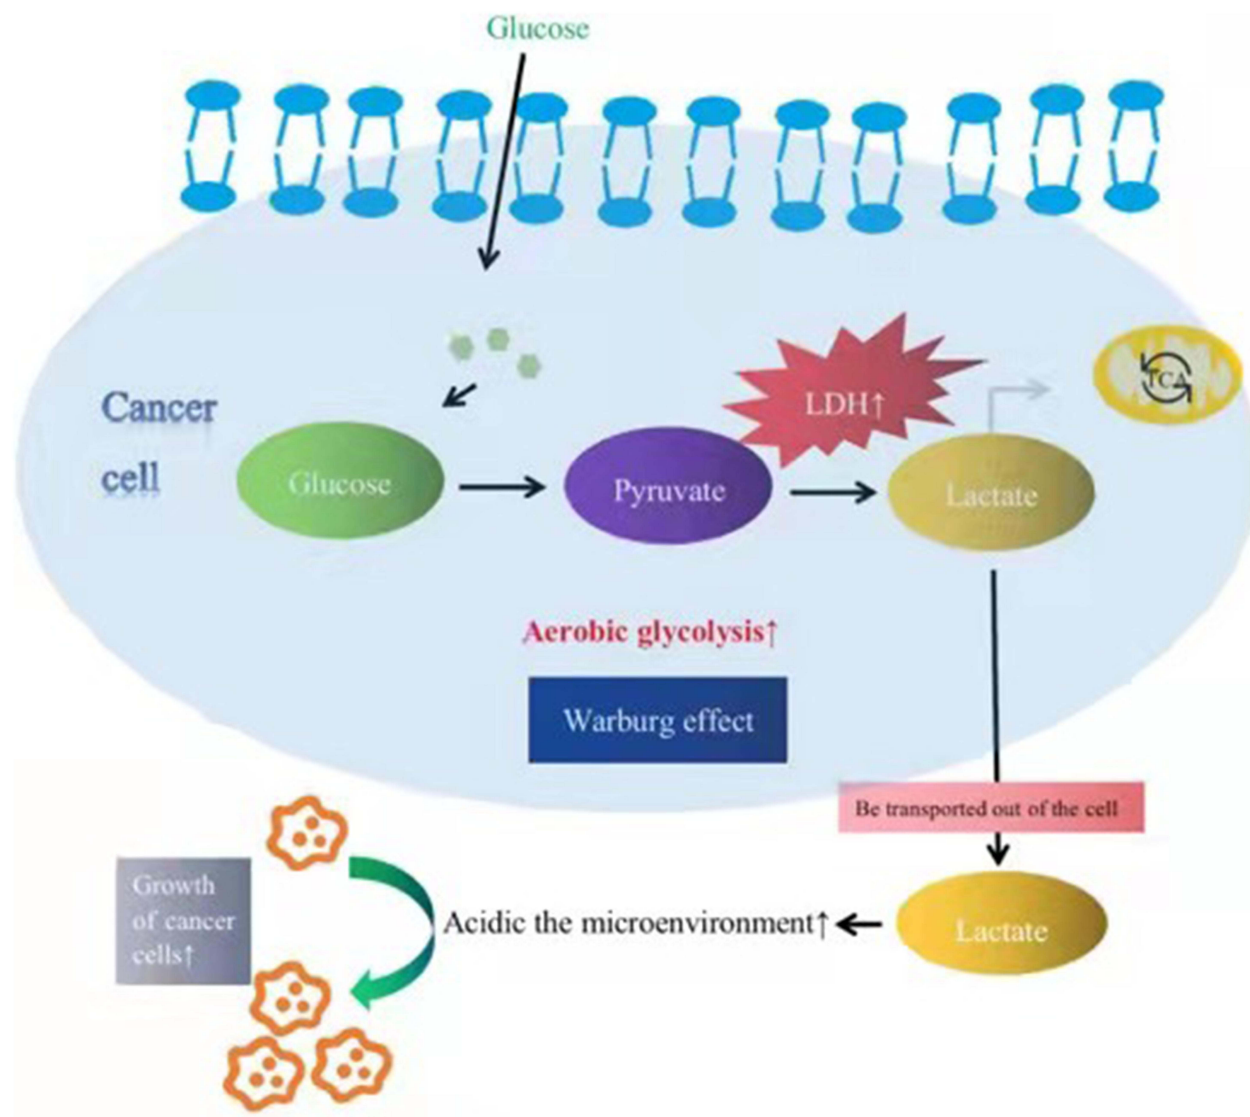 Glucose
Cancer
cell
LDH↑
TCA
Glucose
Pyruvate
Lactate
Aerobic glycolysis↑
Warburg effect
Be transported out of the cell
Growth
of cancer
cells↑
Acidic the microenvironment↑
Lactate